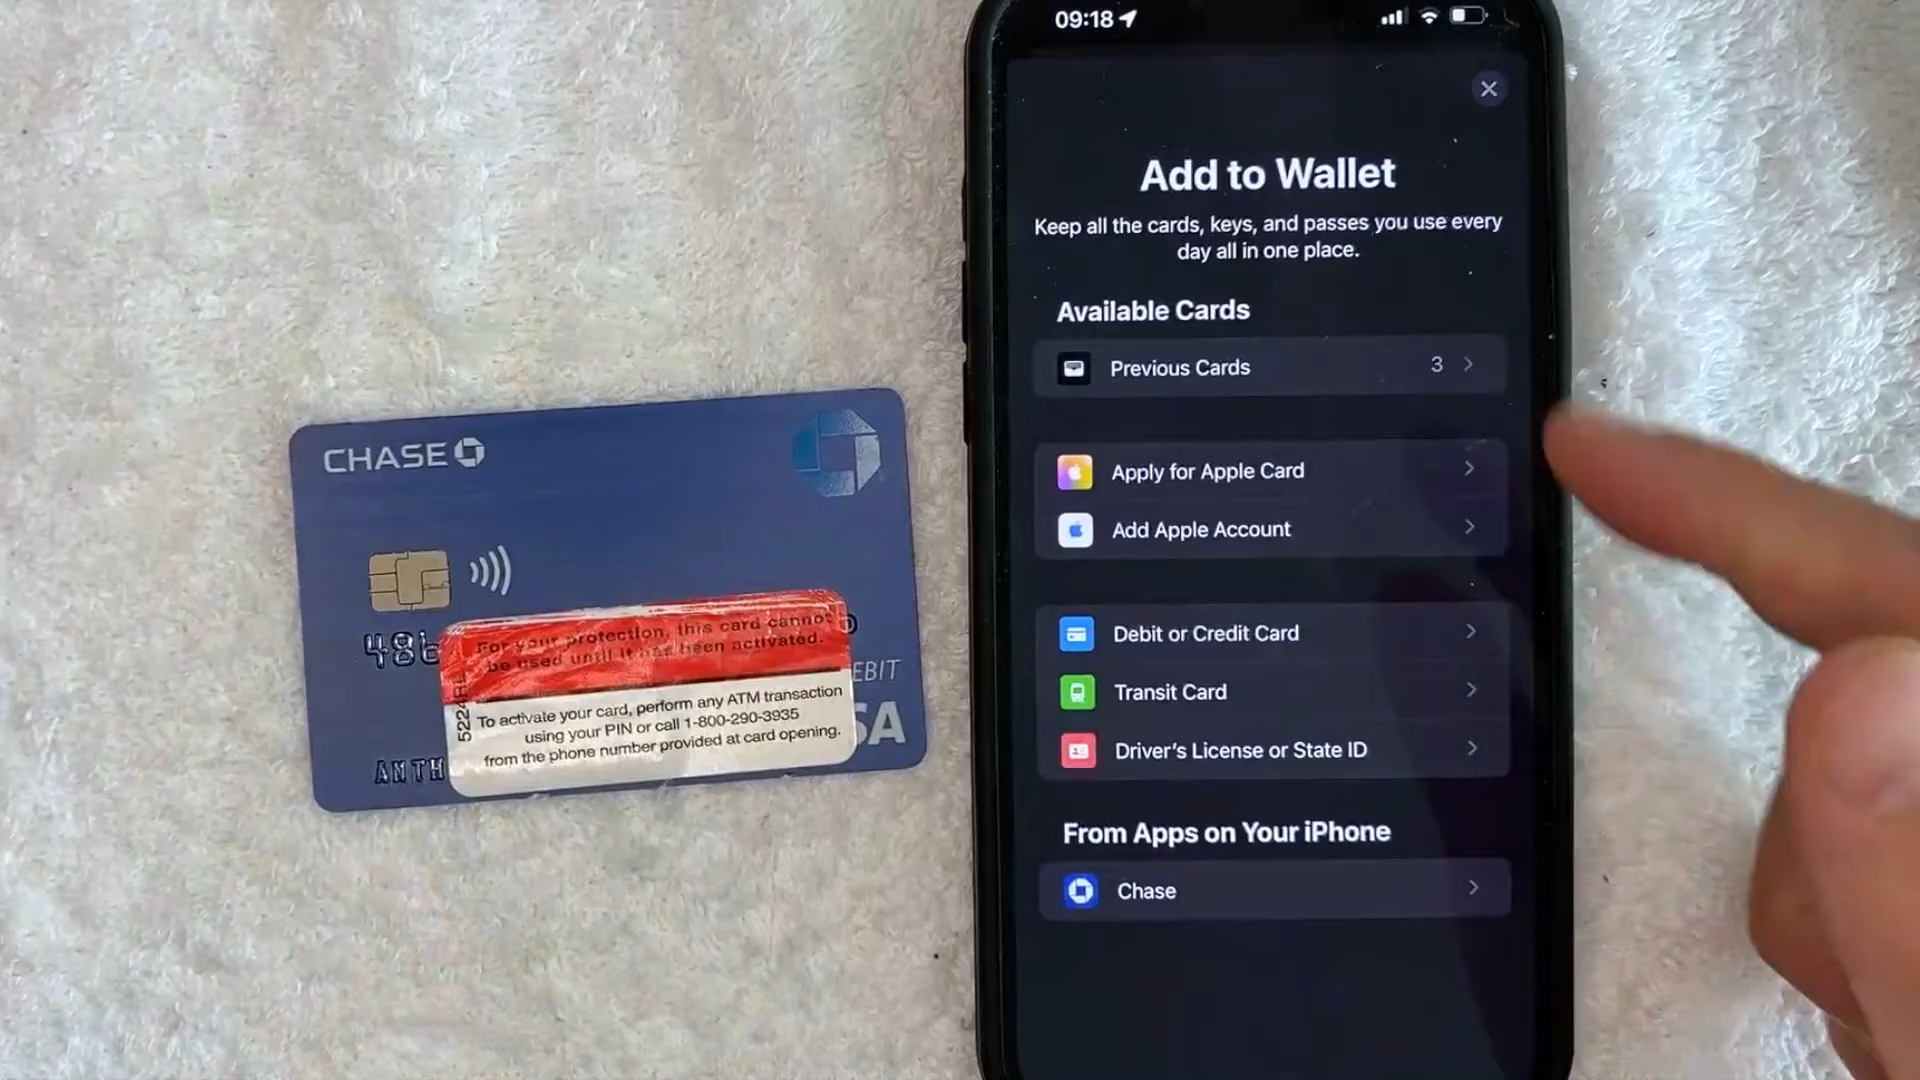 CHASE
486
For your protection, this card cannot
be used until it has been activated.
EBIT
5224RL
To activate your card, perform any ATM transaction
using your PIN or call 1-800-290-3935
from the phone number provided at card opening.
SA
ANTH
09:18
Add to Wallet
Keep all the cards, keys, and passes you use every
day all in one place.
Available Cards
Previous Cards 3
Apply for Apple Card
Add Apple Account
Debit or Credit Card
Transit Card
Driver's License or State ID
From Apps on Your iPhone
Chase